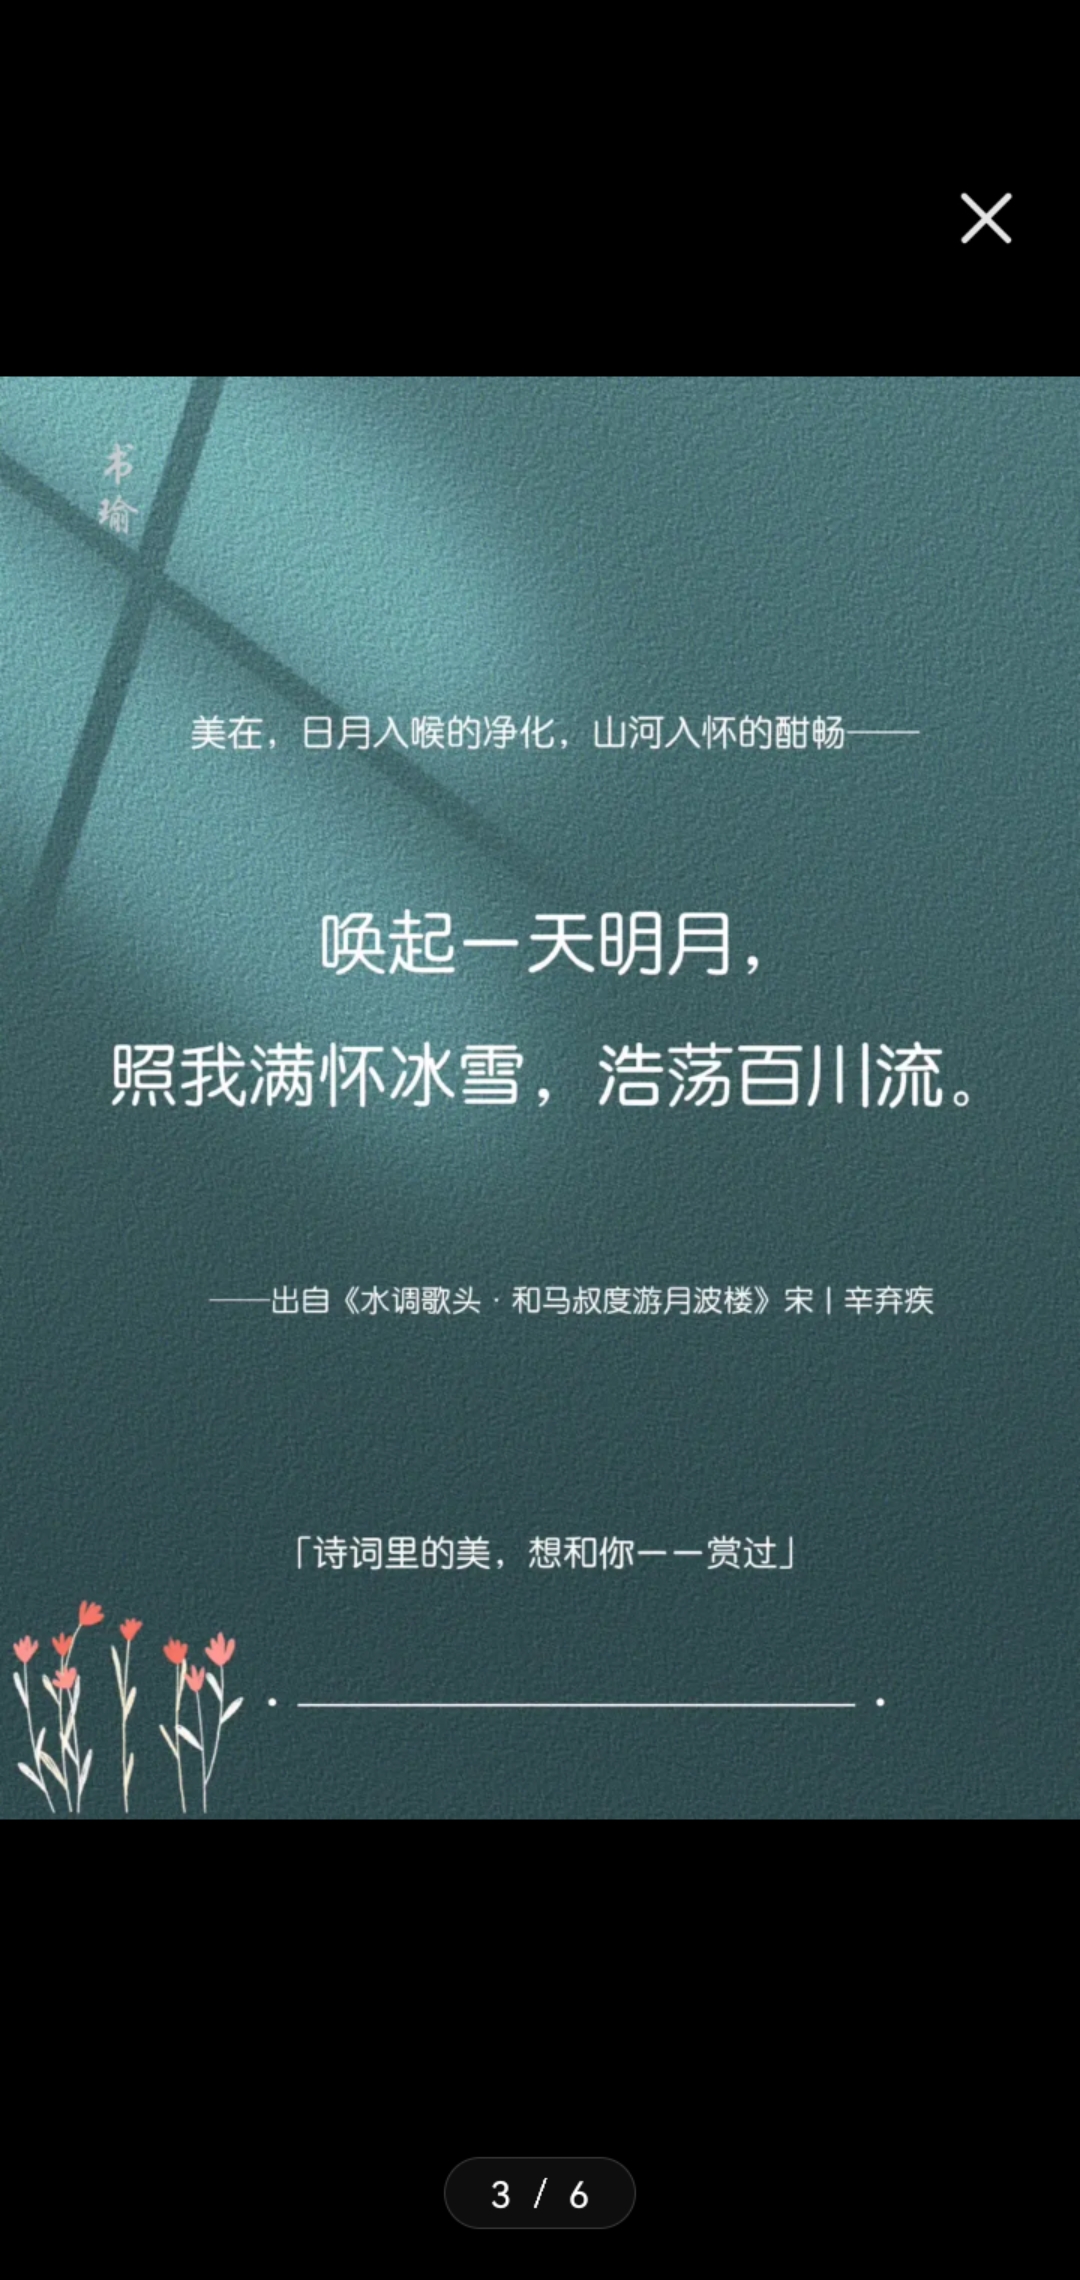 书瑜
美在，日月入喉的净化，山河入怀的酣畅——
唤起一天明月，
照我满怀冰雪，浩荡百川流。
——出自《水调歌头·和马叔度游月波楼》宋 | 辛弃疾
「诗词里的美，想和你一一赏过」
3 / 6